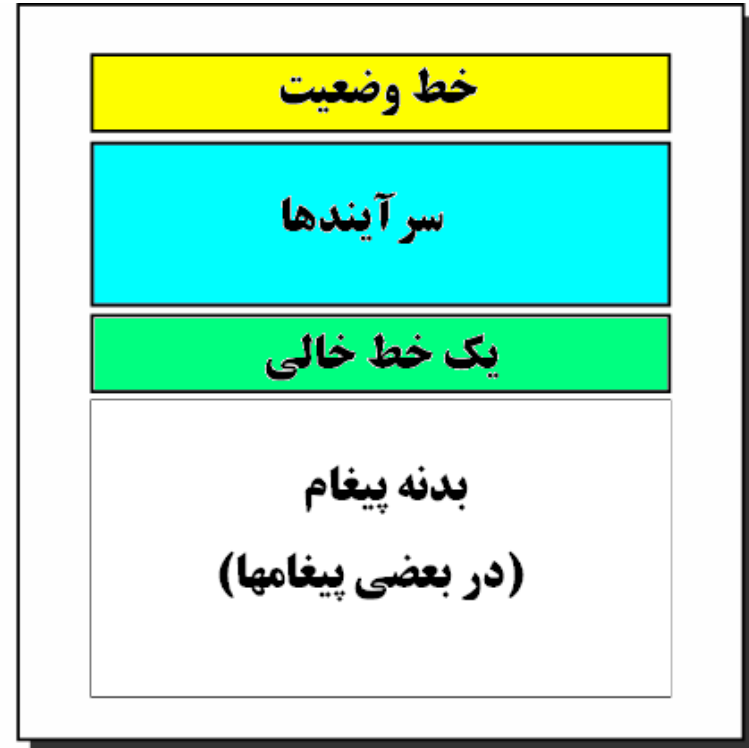 خط وضعیت
سرآیندها
یک خط خالی
بدنه پیغام
(در بعضی پیغامها)